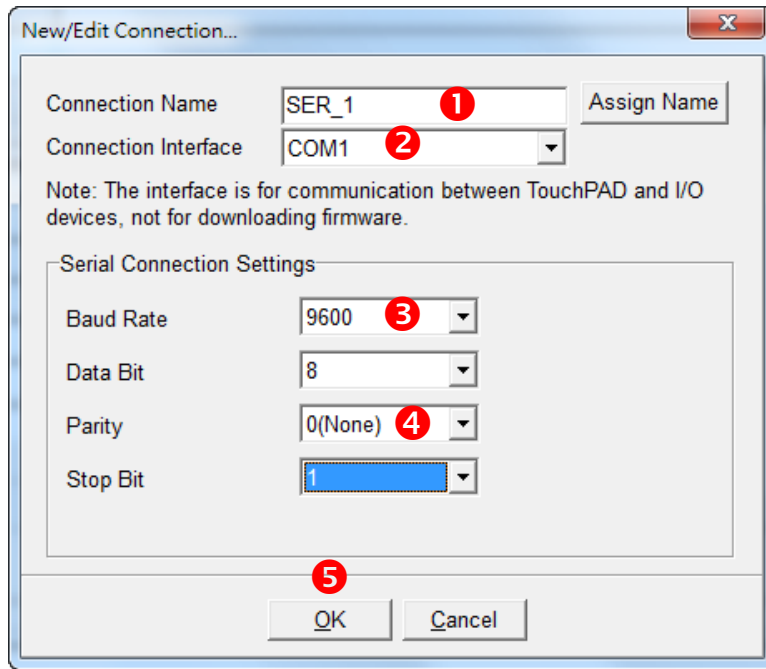 New/Edit Connection...
x
Connection Name SER_1 1 Assign Name
Connection Interface COM1 2
Note: The interface is for communication between TouchPAD and I/O
devices, not for downloading firmware.
Serial Connection Settings
Baud Rate 9600 3
Data Bit 8
Parity 0(None) 4
Stop Bit 1
5
OK Cancel